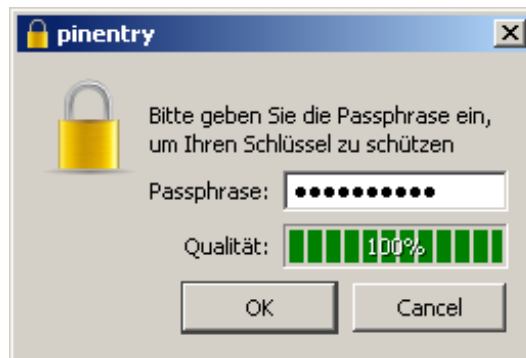 pinentry
Bitte geben Sie die Passphrase ein,
um Ihren Schlüssel zu schützen
Passphrase: ●●●●●●●●●●
Qualität: 100%
OK Cancel